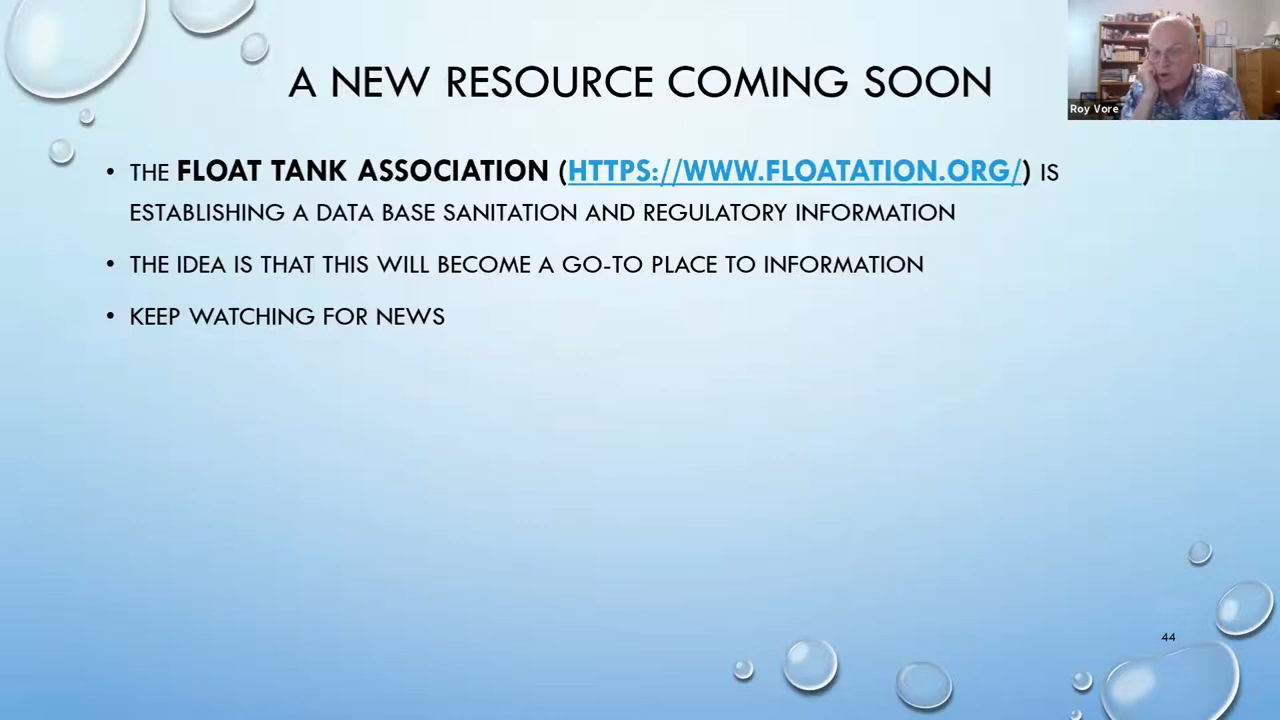 A NEW RESOURCE COMING SOON
Roy Vore
• THE FLOAT TANK ASSOCIATION (HTTPS://WWW.FLOATATION.ORG/) IS
ESTABLISHING A DATA BASE SANITATION AND REGULATORY INFORMATION
• THE IDEA IS THAT THIS WILL BECOME A GO-TO PLACE TO INFORMATION
• KEEP WATCHING FOR NEWS
44